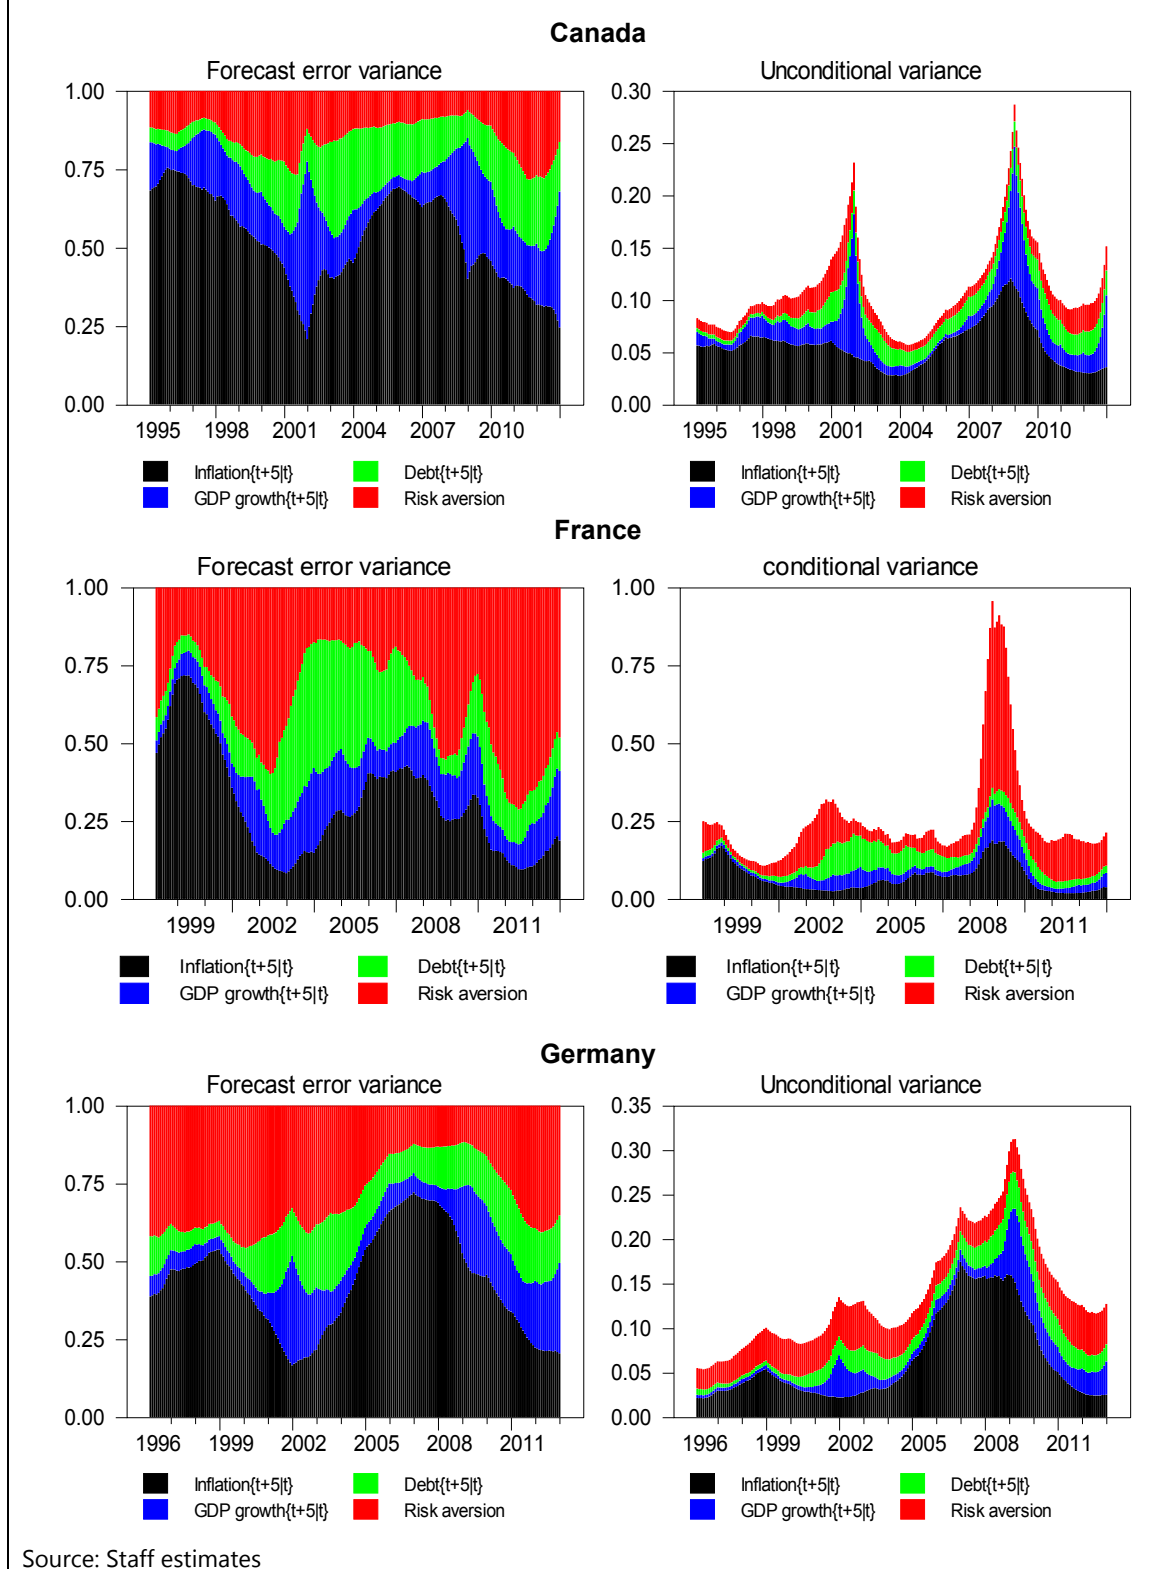 Canada
Forecast error variance
Unconditional variance
1.00
0.75
0.50
0.25
0.00
1995 1998 2001 2004 2007 2010
0.30
0.25
0.20
0.15
0.10
0.05
0.00
1995 1998 2001 2004 2007 2010
Inflation{t+5|t} Debt{t+5|t}
GDP growth{t+5|t} Risk aversion
Inflation{t+5|t} Debt{t+5|t}
GDP growth{t+5|t} Risk aversion
France
Forecast error variance
conditional variance
1.00
0.75
0.50
0.25
0.00
1999 2002 2005 2008 2011
1.00
0.75
0.50
0.25
0.00
1999 2002 2005 2008 2011
Inflation{t+5|t} Debt{t+5|t}
GDP growth{t+5|t} Risk aversion
Inflation{t+5|t} Debt{t+5|t}
GDP growth{t+5|t} Risk aversion
Germany
Forecast error variance
Unconditional variance
1.00
0.75
0.50
0.25
0.00
1996 1999 2002 2005 2008 2011
0.35
0.30
0.25
0.20
0.15
0.10
0.05
0.00
1996 1999 2002 2005 2008 2011
Inflation{t+5|t} Debt{t+5|t}
GDP growth{t+5|t} Risk aversion
Inflation{t+5|t} Debt{t+5|t}
GDP growth{t+5|t} Risk aversion
Source: Staff estimates